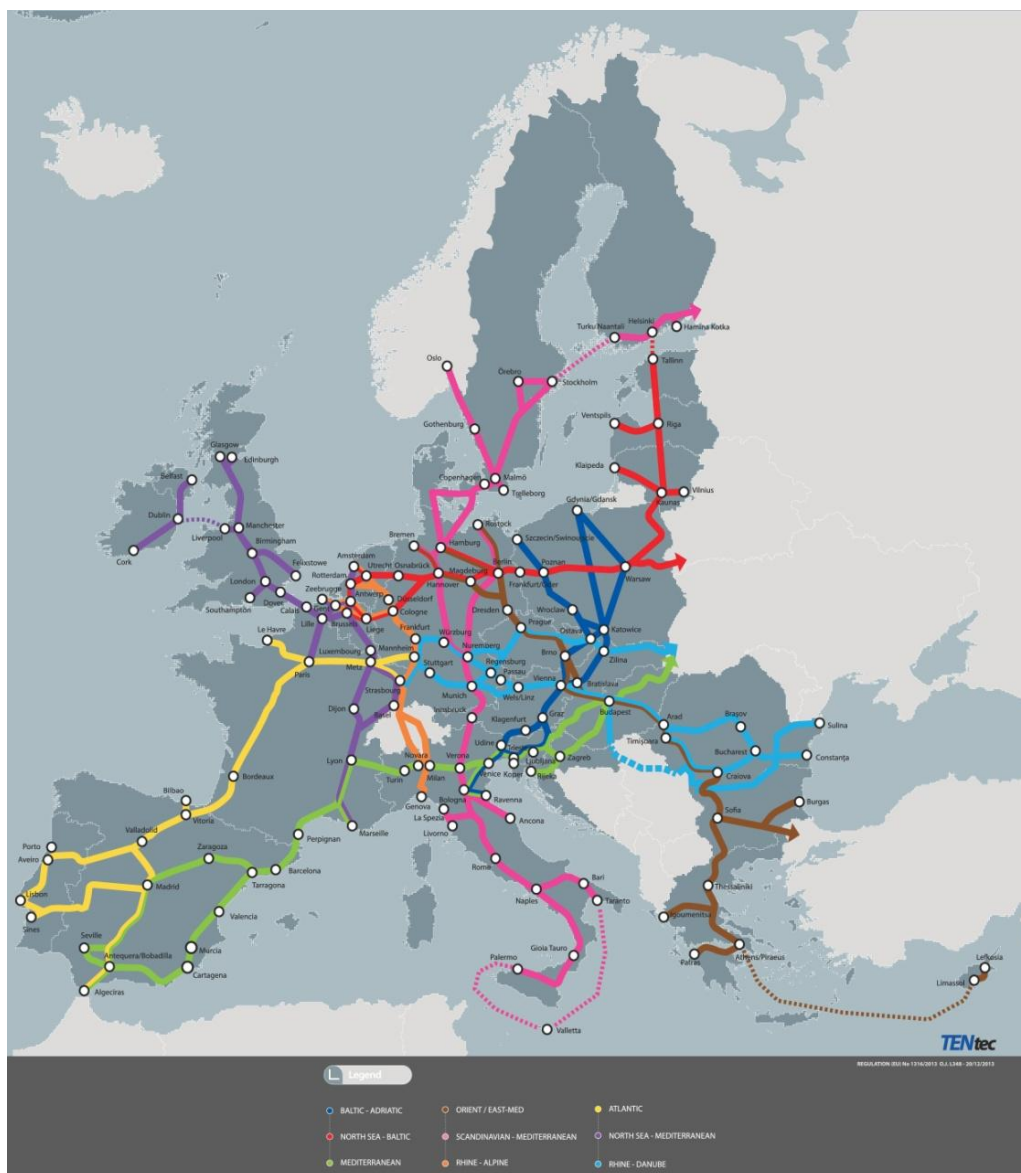 Helsinki
Turku/Naantali
Hamina Kotka
Tallinn
Oslo
Örebro
Stockholm
Ventspils
Riga
Gothenburg
Klaipeda
Glasgow
Edinburgh
Belfast
Copenhagen
Malmö
Trelleborg
Vilnius
Kaunas
Gdynia/Gdansk
Dublin
Rostock
Manchester
Liverpool
Birmingham
Bremen
Hamburg
Szczecin/Swinoujscie
Cork
Amsterdam
Felixstowe
Utrecht
Osnabrück
Berlin
Poznan
Rotterdam
Magdeburg
Warsaw
London
Zeebrugge
Hannover
Frankfurt/Oder
Southampton
Dover
Calais
Gent
Antwerp
Düsseldorf
Cologne
Dresden
Wroclaw
Lille
Brussels
Liege
Prague
Katowice
Le Havre
Frankfurt
Würzburg
Ostava
Luxembourg
Mannheim
Nuremberg
Brno
Zilina
Paris
Metz
Stuttgart
Regensburg
Passau
Strasbourg
Munich
Wels/Linz
Vienna
Bratislava
Dijon
Basel
Innsbruck
Budapest
Klagenfurt
Graz
Arad
Braşov
Sulina
Udine
Timişoara
Bucharest
Lyon
Novara
Verona
Ljubljana
Zagreb
Constanţa
Turin
Milan
Venice
Koper
Rijeka
Craiova
Bordeaux
Bilbao
Genova
Bologna
Ravenna
Vitoria
La Spezia
Livorno
Ancona
Sofia
Burgas
Valladolid
Perpignan
Marseille
Porto
Aveiro
Zaragoza
Madrid
Barcelona
Tarragona
Rome
Lisbon
Sines
Valencia
Naples
Bari
Taranto
Thessaloniki
Igoumenitsa
Seville
Murcia
Antequera/Bobadilla
Cartagena
Algeciras
Palermo
Gioia Tauro
Patras
Athens/Piraeus
Lefkosia
Limassol
Valletta
TENtec
REGULATION (EU) No 1316/2013 O.J. L348 - 20/12/2013
Legend
BALTIC - ADRIATIC
ORIENT / EAST-MED
ATLANTIC
NORTH SEA - BALTIC
SCANDINAVIAN - MEDITERRANEAN
NORTH SEA - MEDITERRANEAN
MEDITERRANEAN
RHINE - ALPINE
RHINE - DANUBE